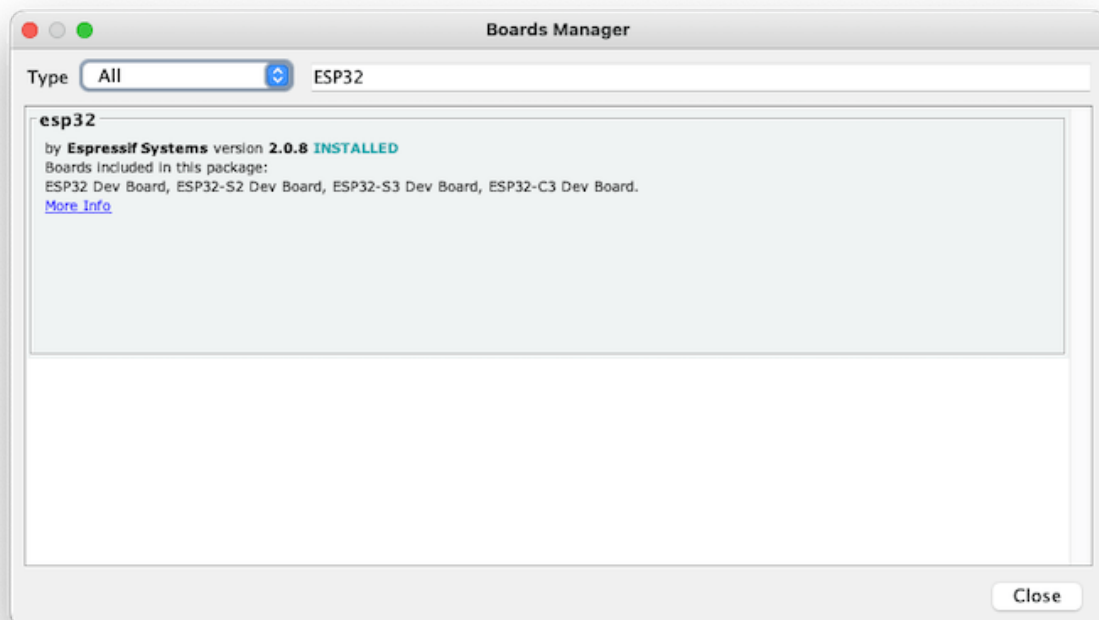 Boards Manager
Type All ESP32
esp32
by Espressif Systems version 2.0.8 INSTALLED
Boards included in this package:
ESP32 Dev Board, ESP32-S2 Dev Board, ESP32-S3 Dev Board, ESP32-C3 Dev Board.
More Info
Close